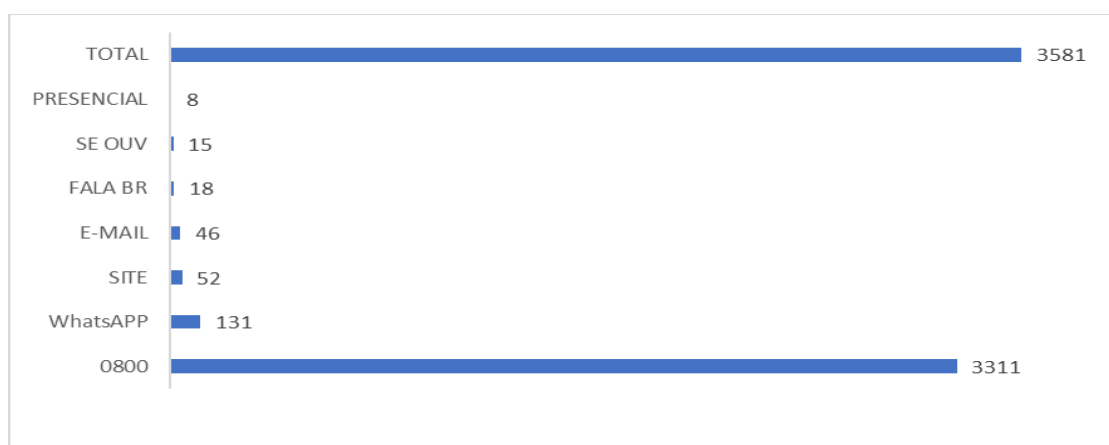 TOTAL 3581
PRESENCIAL 8
SE OUV 15
FALA BR 18
E-MAIL 46
SITE 52
WhatsAPP 131
0800 3311